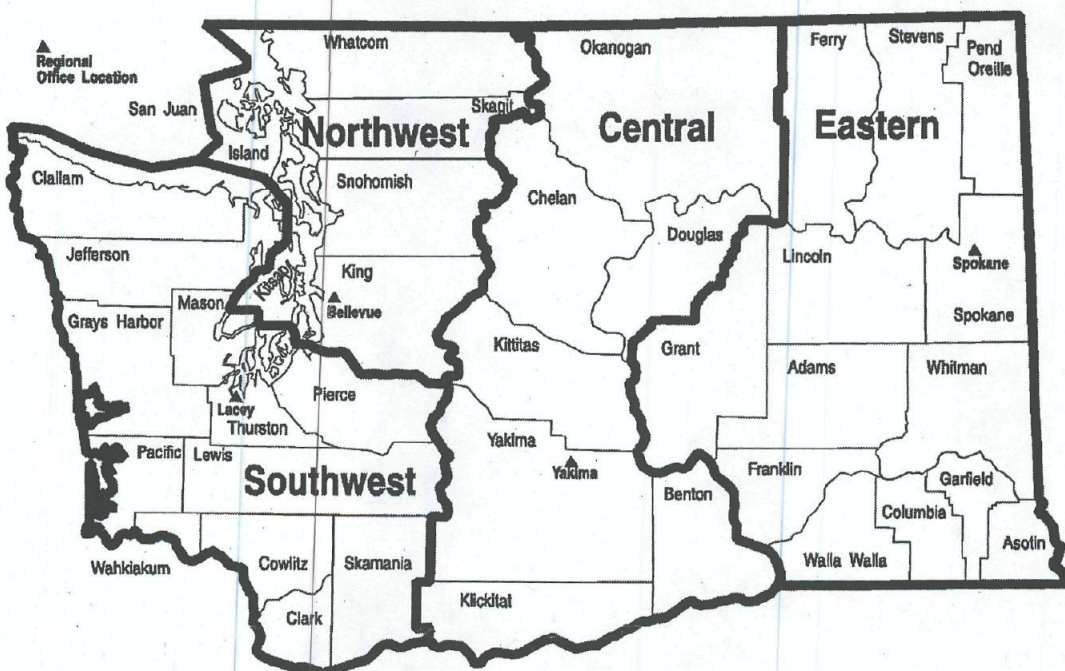 Regional
Office Location
San Juan
Whatcom
Skagit
Northwest
Island
Snohomish
King
Kitsap
Bellevue
Clallam
Jefferson
Mason
Grays Harbor
Pierce
Lacey
Thurston
Pacific
Lewis
Southwest
Wahkiakum
Cowlitz
Skamania
Clark
Okanogan
Central
Chelan
Douglas
Kittitas
Yakima
Yakima
Benton
Klickitat
Ferry
Stevens
Pend
Oreille
Eastern
Lincoln
Spokane
Spokane
Grant
Adams
Whitman
Franklin
Garfield
Columbia
Walla Walla
Asotin